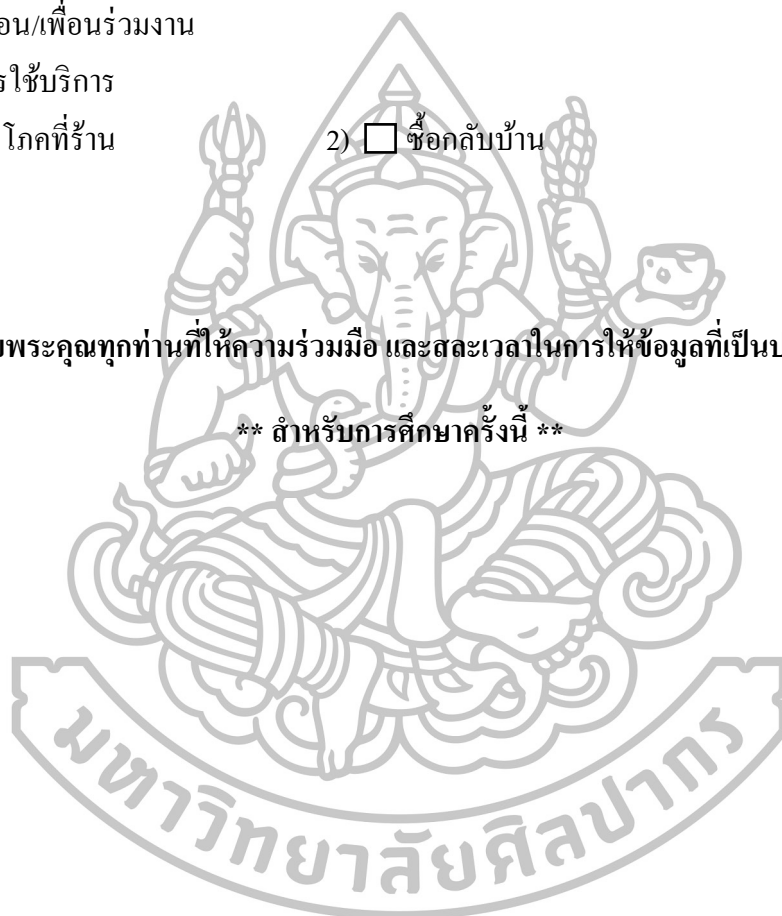 อน/เพื่อนร่วมงาน
รใช้บริการ
โภคที่ร้าน 2) ซื้อกลับบ้าน
พระคุณทุกท่านที่ให้ความร่วมมือ และสละเวลาในการให้ข้อมูลที่เป็นป
** สำหรับการศึกษาครั้งนี้ **
มหาวิทยาลัยศิลปากร